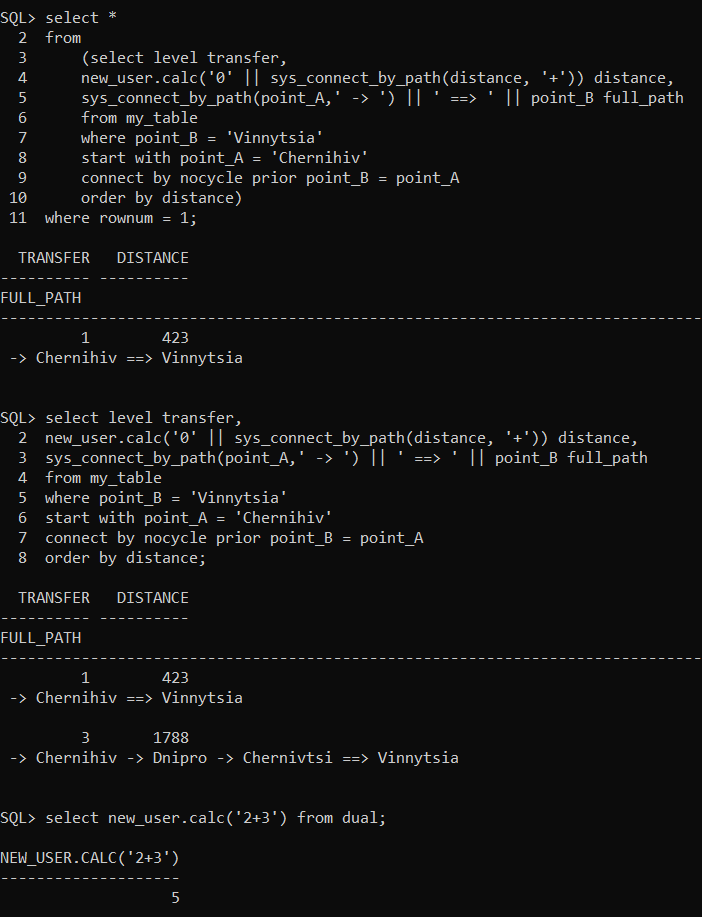 SQL> select *
  2  from
  3      (select level transfer,
  4      new_user.calc('0' || sys_connect_by_path(distance, '+')) distance,
  5      sys_connect_by_path(point_A,' -> ') || ' ==> ' || point_B full_path
  6      from my_table
  7      where point_B = 'Vinnytsia'
  8      start with point_A = 'Chernihiv'
  9      connect by nocycle prior point_B = point_A
 10      order by distance)
 11  where rownum = 1;

  TRANSFER   DISTANCE
---------- ----------
FULL_PATH
------------------------------------------------------------------------------
         1        423
 -> Chernihiv ==> Vinnytsia


SQL> select level transfer,
  2  new_user.calc('0' || sys_connect_by_path(distance, '+')) distance,
  3  sys_connect_by_path(point_A,' -> ') || ' ==> ' || point_B full_path
  4  from my_table
  5  where point_B = 'Vinnytsia'
  6  start with point_A = 'Chernihiv'
  7  connect by nocycle prior point_B = point_A
  8  order by distance;

  TRANSFER   DISTANCE
---------- ----------
FULL_PATH
------------------------------------------------------------------------------
         1        423
 -> Chernihiv ==> Vinnytsia

         3       1788
 -> Chernihiv -> Dnipro -> Chernivtsi ==> Vinnytsia


SQL> select new_user.calc('2+3') from dual;

NEW_USER.CALC('2+3')
--------------------
                   5